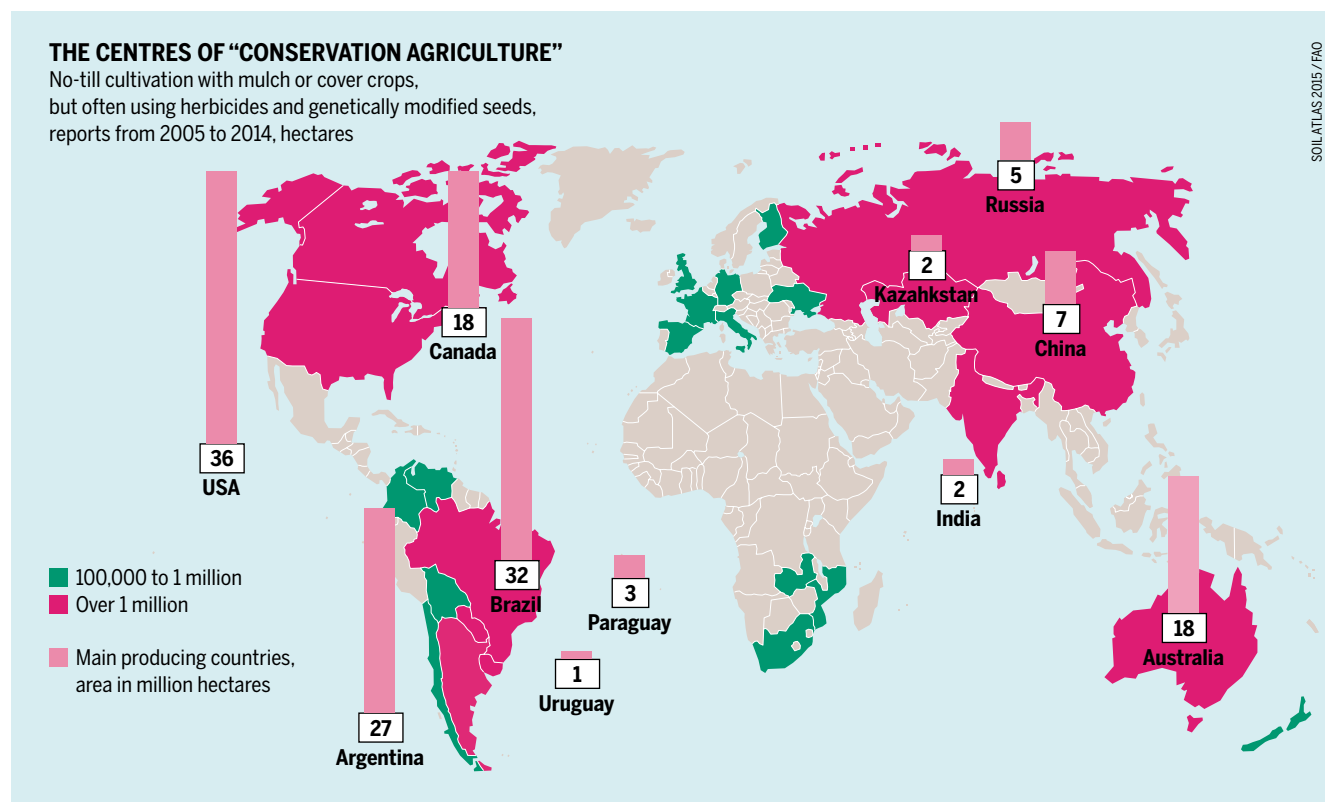 THE CENTRES OF “CONSERVATION AGRICULTURE”
No-till cultivation with mulch or cover crops,
but often using herbicides and genetically modified seeds,
reports from 2005 to 2014, hectares
SOIL ATLAS 2015 / FAO
5
Russia
2
Kazahkstan
7
China
18
Canada
36
USA
2
India
32
Brazil
3
Paraguay
1
Uruguay
18
Australia
27
Argentina
100,000 to 1 million
Over 1 million
Main producing countries,
area in million hectares